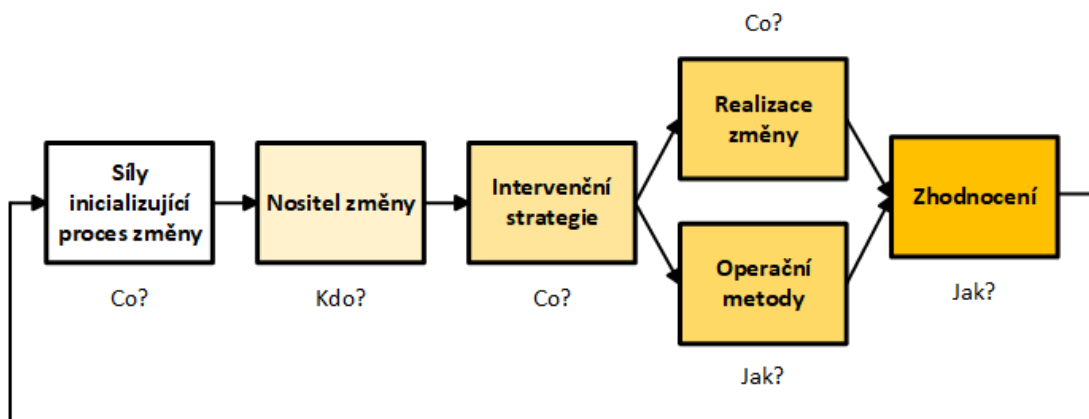 Síly
inicializující
proces změny
Co?
Nositel změny
Kdo?
Intervenční
strategie
Co?
Co?
Realizace
změny
Operační
metody
Jak?
Zhodnocení
Jak?